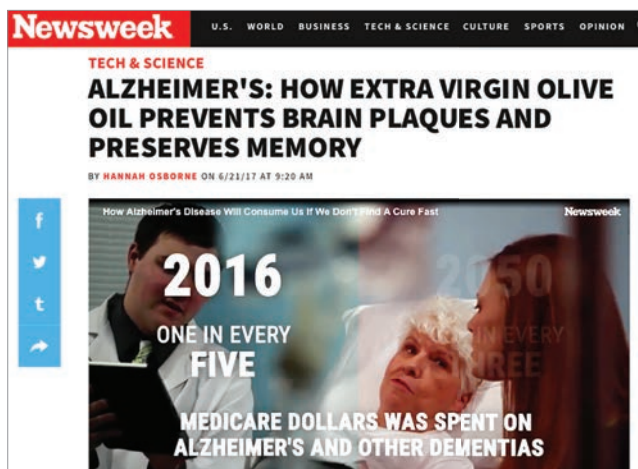 Newsweek U.S. WORLD BUSINESS TECH & SCIENCE CULTURE SPORTS OPINION
TECH & SCIENCE
ALZHEIMER'S: HOW EXTRA VIRGIN OLIVE
OIL PREVENTS BRAIN PLAQUES AND
PRESERVES MEMORY
BY HANNAH OSBORNE ON 6/21/17 AT 9:20 AM
How Alzheimer's Disease Will Consume Us If We Don't Find A Cure Fast Newsweek
2016 2050
ONE IN EVERY
FIVE THREE
MEDICARE DOLLARS WAS SPENT ON
ALZHEIMER'S AND OTHER DEMENTIAS